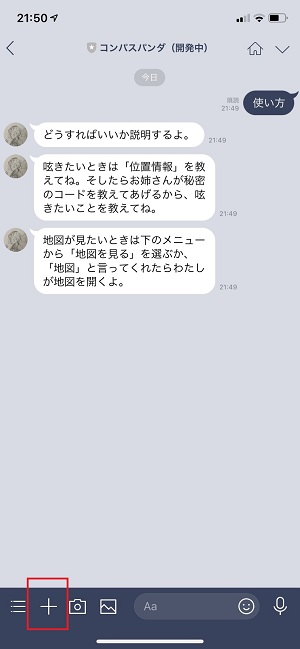 21:50
コンパスパンダ（開発中）
今日
既読
21:49
使い方
どうすればいいか説明するよ。
21:49
呟きたいときは「位置情報」を教
えてね。そしたらお姉さんが秘密
のコードを教えてあげるから、呟
きたいことを教えてね。
21:49
地図が見たいときは下のメニュー
から「地図を見る」を選ぶか、
「地図」と言ってくれたらわたし
が地図を開くよ。
21:49
Aa